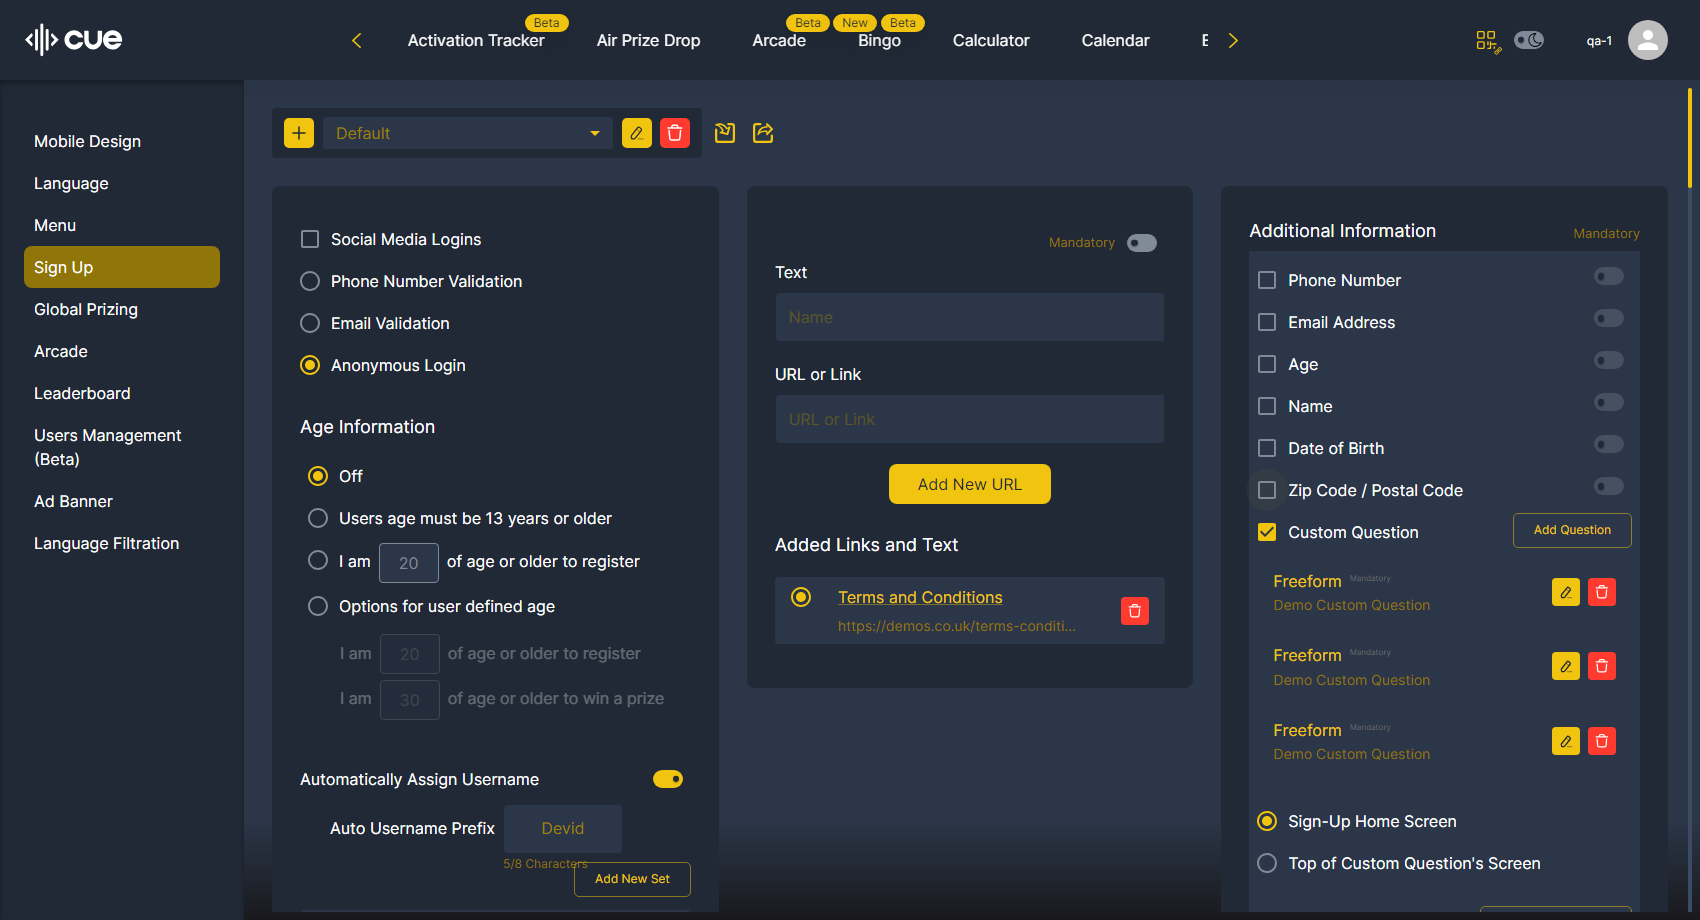 cue
Activation Tracker
Beta
Air Prize Drop
Arcade
Beta
New
Bingo
Beta
Calculator
Calendar
qa-1
Mobile Design
Language
Menu
Sign Up
Global Prizing
Arcade
Leaderboard
Users Management
(Beta)
Ad Banner
Language Filtration
Default
Social Media Logins
Phone Number Validation
Email Validation
Anonymous Login
Age Information
Off
Users age must be 13 years or older
I am 20 of age or older to register
Options for user defined age
I am 20 of age or older to register
I am 30 of age or older to win a prize
Automatically Assign Username
Auto Username Prefix Devid
5/8 Characters
Add New Set
Mandatory
Text
Name
URL or Link
URL or Link
Add New URL
Added Links and Text
Terms and Conditions
https://demos.co.uk/terms-conditi...
Additional Information Mandatory
Phone Number
Email Address
Age
Name
Date of Birth
Zip Code / Postal Code
Custom Question Add Question
Freeform Mandatory
Demo Custom Question
Freeform Mandatory
Demo Custom Question
Freeform Mandatory
Demo Custom Question
Sign-Up Home Screen
Top of Custom Question's Screen